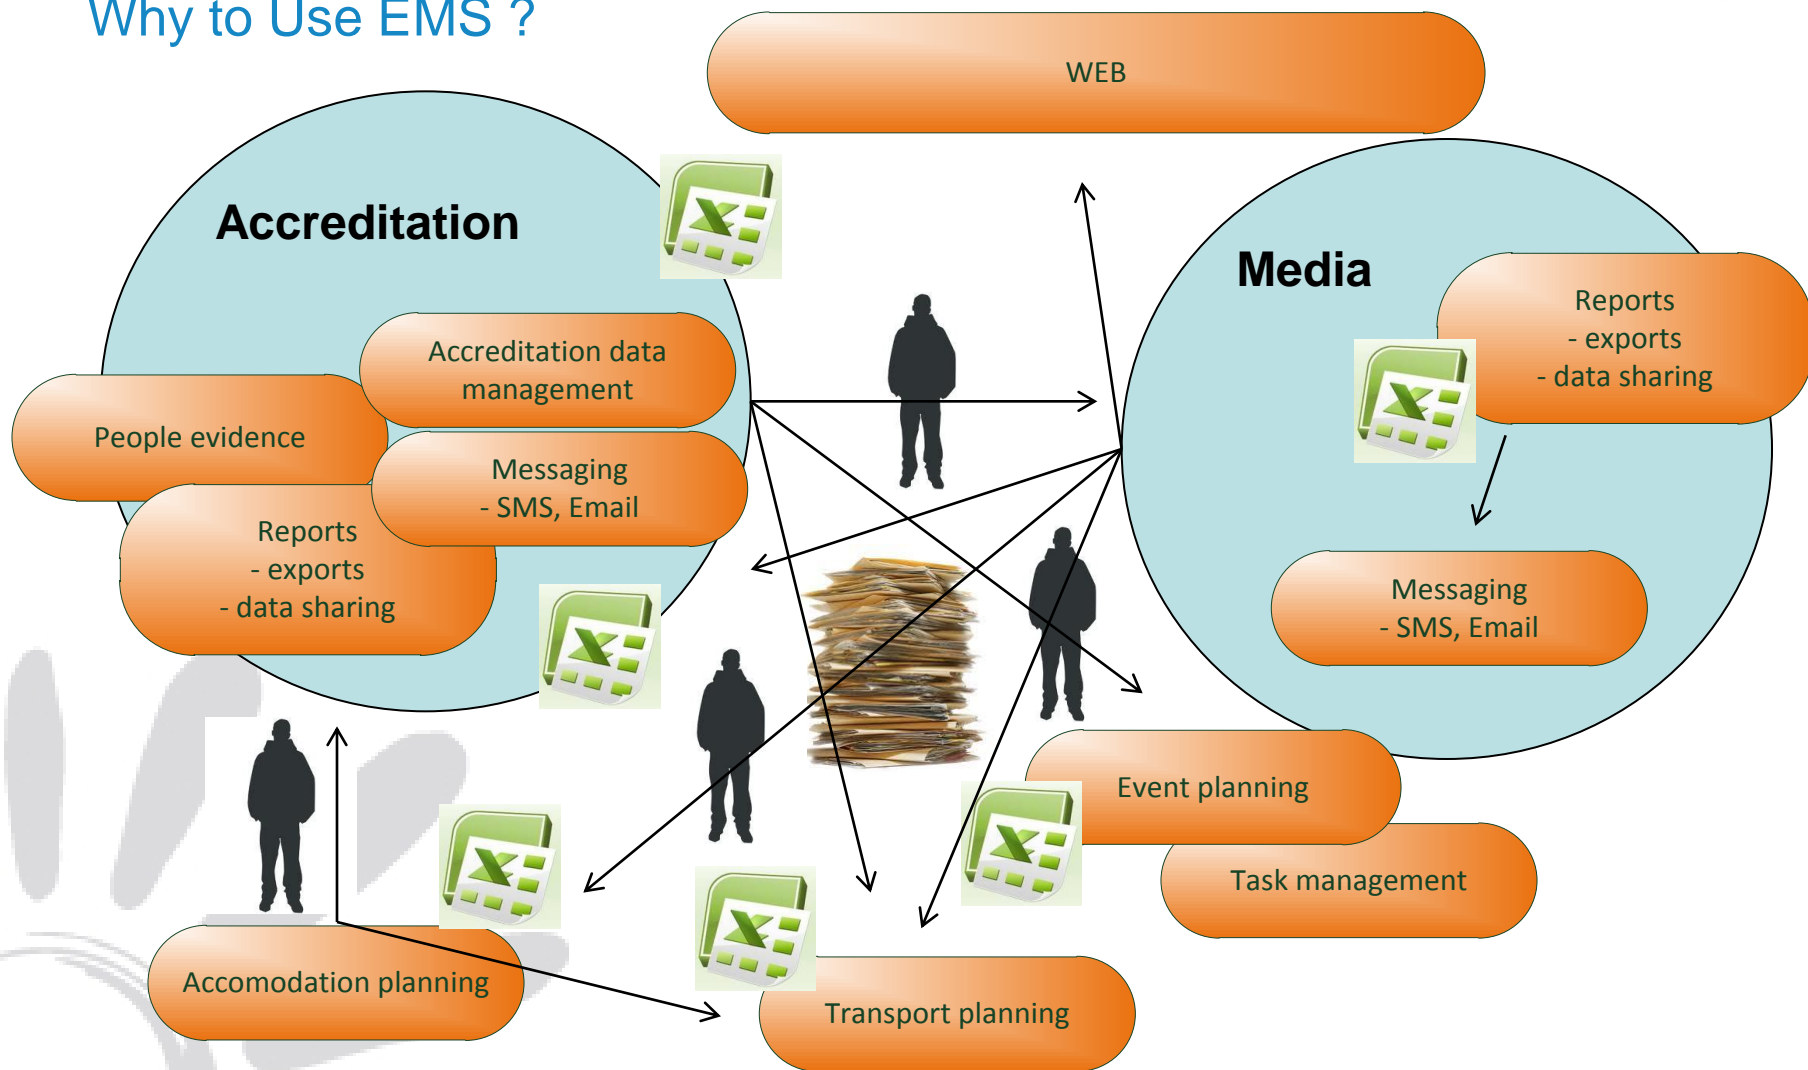 Why to Use EMS ?
WEB
Accreditation
Accreditation data
management
People evidence
Messaging
- SMS, Email
Reports
- exports
- data sharing
Media
Reports
- exports
- data sharing
Messaging
- SMS, Email
Event planning
Task management
Accomodation planning
Transport planning